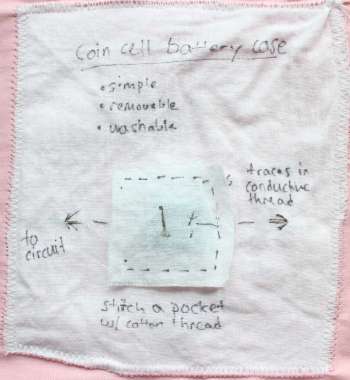 Coin cell battery case
• simple
• removable
• washable
traces in
conductive
thread
to
circuit
stitch a pocket
w/ cotton thread